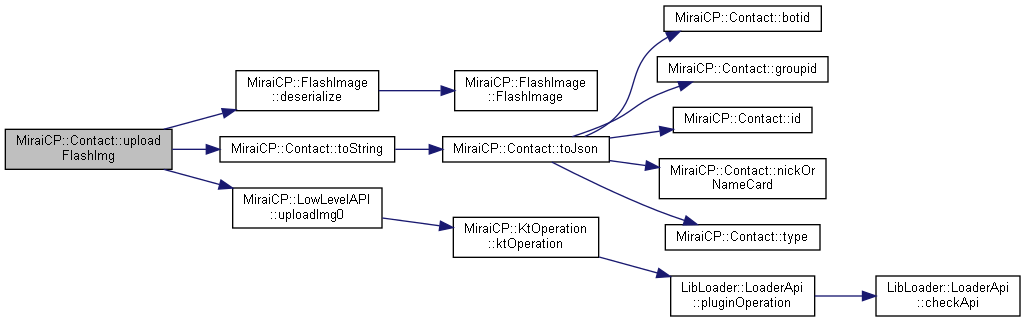 MiraiCP::Contact::upload
FlashImg
MiraiCP::FlashImage
::deserialize
MiraiCP::FlashImage
::FlashImage
MiraiCP::Contact::toString
MiraiCP::Contact::toJson
MiraiCP::Contact::botid
MiraiCP::Contact::groupid
MiraiCP::Contact::id
MiraiCP::Contact::nickOr
NameCard
MiraiCP::Contact::type
MiraiCP::LowLevelAPI
::uploadImg0
MiraiCP::KtOperation
::ktOperation
LibLoader::LoaderApi
::pluginOperation
LibLoader::LoaderApi
::checkApi